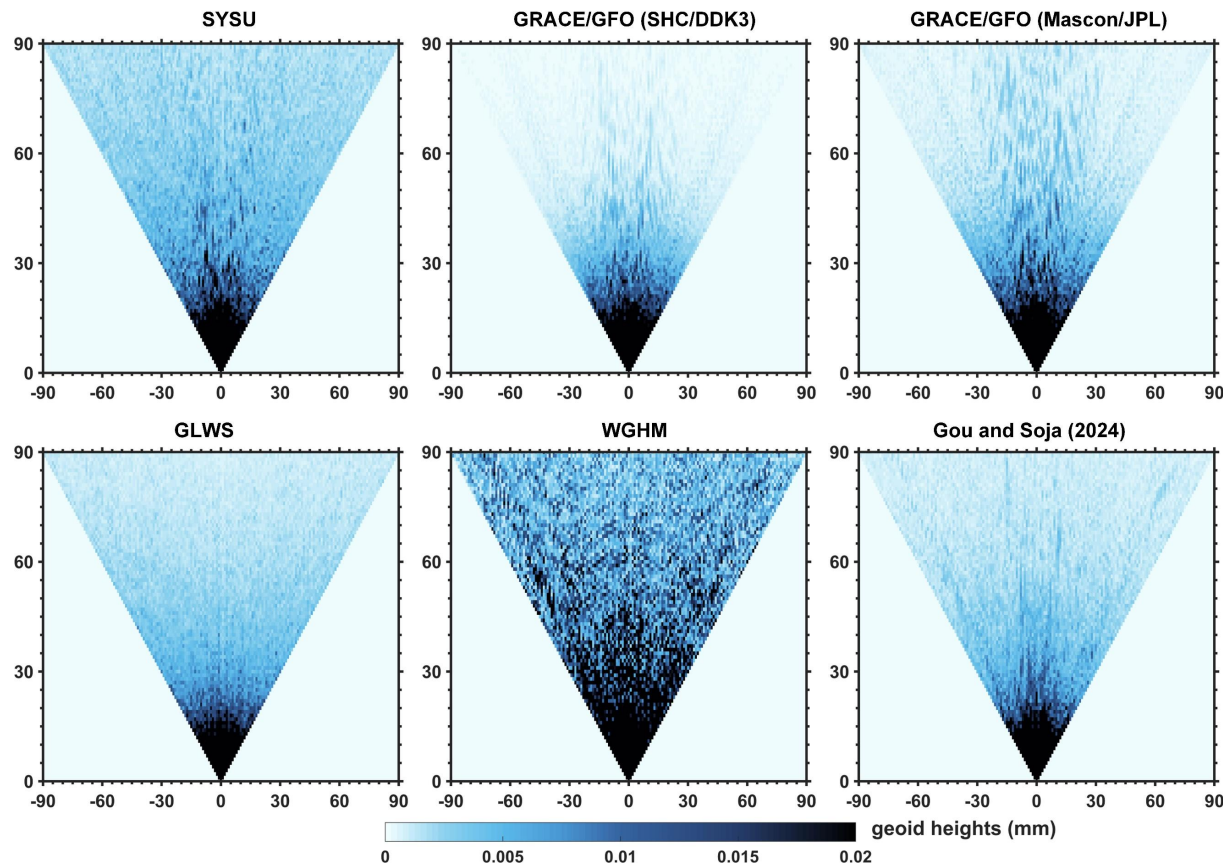 SYSU
GRACE/GFO (SHC/DDK3)
GRACE/GFO (Mascon/JPL)
90
60
30
0
-90 -60 -30 0 30 60 90
90
60
30
0
-90 -60 -30 0 30 60 90
90
60
30
0
-90 -60 -30 0 30 60 90
GLWS
WGHM
Gou and Soja (2024)
90
60
30
0
-90 -60 -30 0 30 60 90
90
60
30
0
-90 -60 -30 0 30 60 90
90
60
30
0
-90 -60 -30 0 30 60 90
geoid heights (mm)
0 0.005 0.01 0.015 0.02